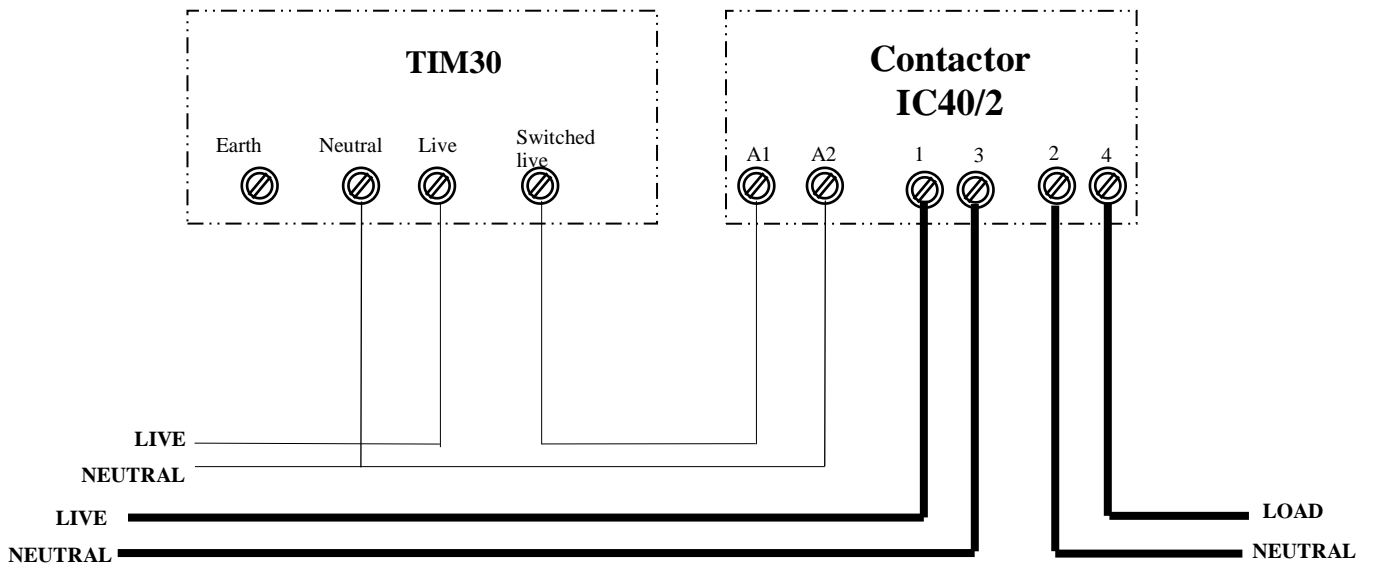 TIM30
Contactor
IC40/2
Earth
Neutral
Live
Switched
live
A1
A2
1
3
2
4
LIVE
NEUTRAL
LIVE
NEUTRAL
LOAD
NEUTRAL